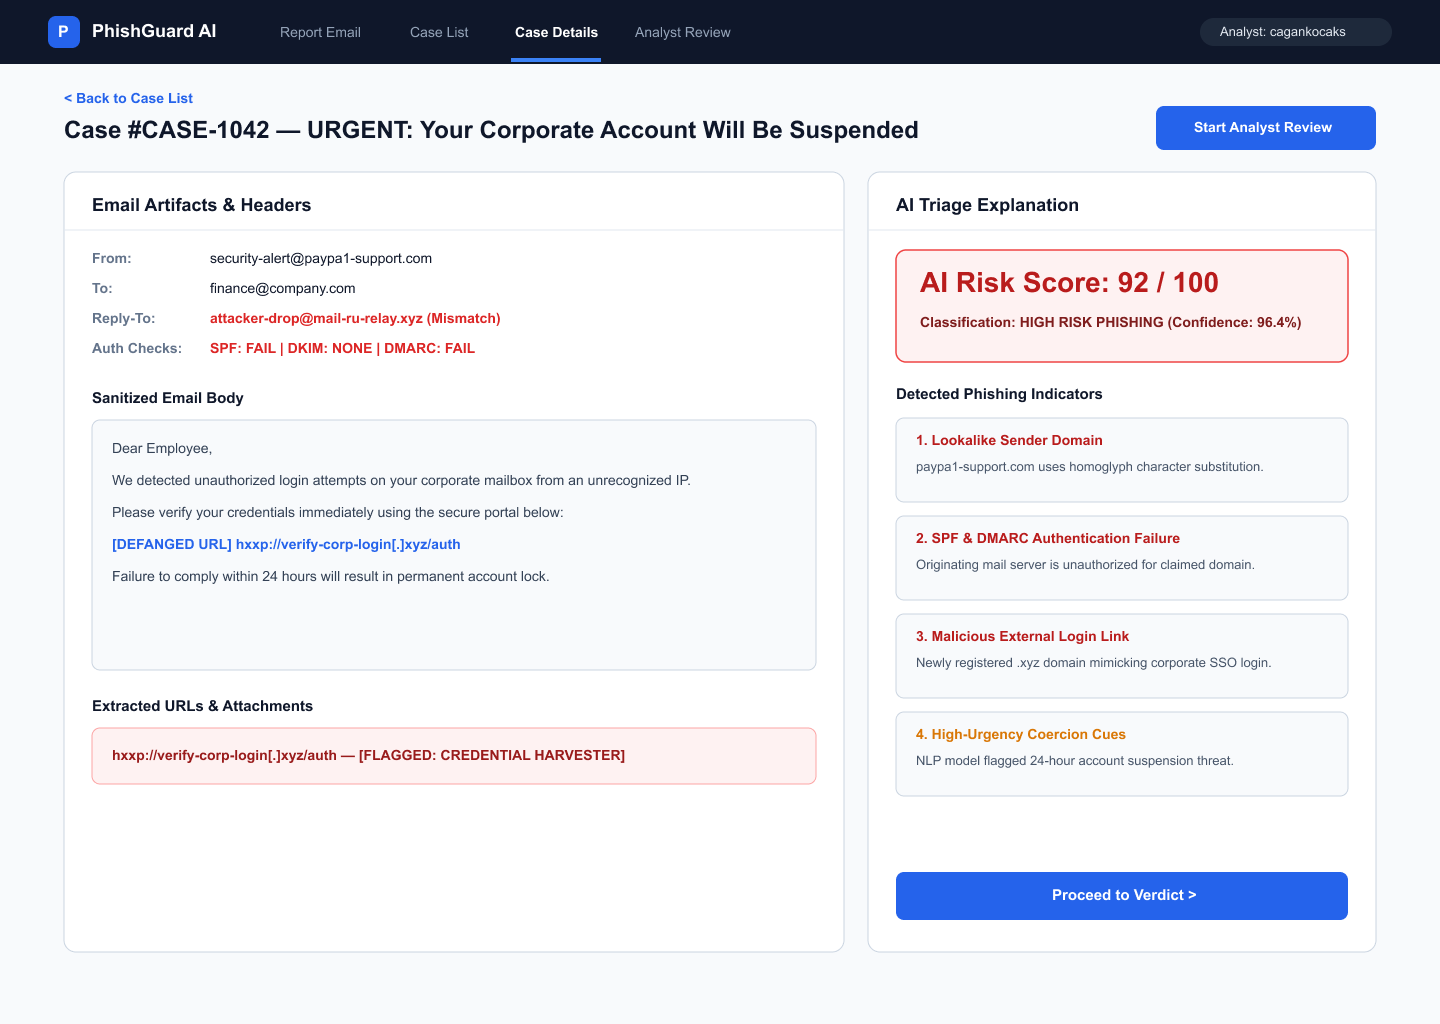 P PhishGuard AI Report Email Case List Case Details Analyst Review Analyst: cagankocaks
< Back to Case List
Case #CASE-1042 — URGENT: Your Corporate Account Will Be Suspended
Start Analyst Review
Email Artifacts & Headers
From: security-alert@paypa1-support.com
To: finance@company.com
Reply-To: attacker-drop@mail-ru-relay.xyz (Mismatch)
Auth Checks: SPF: FAIL | DKIM: NONE | DMARC: FAIL
Sanitized Email Body
Dear Employee,
We detected unauthorized login attempts on your corporate mailbox from an unrecognized IP.
Please verify your credentials immediately using the secure portal below:
[DEFANGED URL] hxxp://verify-corp-login[.]xyz/auth
Failure to comply within 24 hours will result in permanent account lock.
Extracted URLs & Attachments
hxxp://verify-corp-login[.]xyz/auth — [FLAGGED: CREDENTIAL HARVESTER]
AI Triage Explanation
AI Risk Score: 92 / 100
Classification: HIGH RISK PHISHING (Confidence: 96.4%)
Detected Phishing Indicators
1. Lookalike Sender Domain
paypa1-support.com uses homoglyph character substitution.
2. SPF & DMARC Authentication Failure
Originating mail server is unauthorized for claimed domain.
3. Malicious External Login Link
Newly registered .xyz domain mimicking corporate SSO login.
4. High-Urgency Coercion Cues
NLP model flagged 24-hour account suspension threat.
Proceed to Verdict >